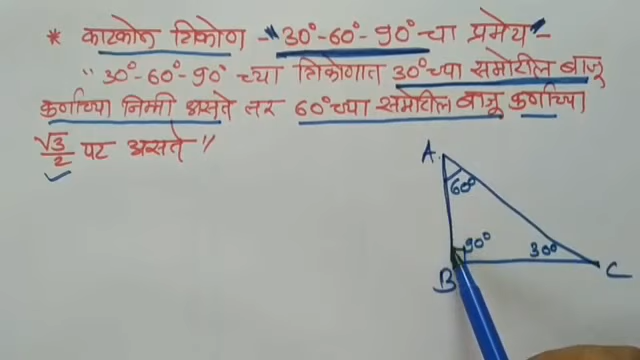 * काटकोन त्रिकोण - "30°-60°-90° चा प्रमेय" -
"30°-60°-90° च्या त्रिकोणात 30° च्या समोरील बाजू
कर्णाच्या निम्मी असते तर 60° च्या समोरील बाजू कर्णाच्या
√3/2 पट असते"
A
60°
90°
30°
B
C